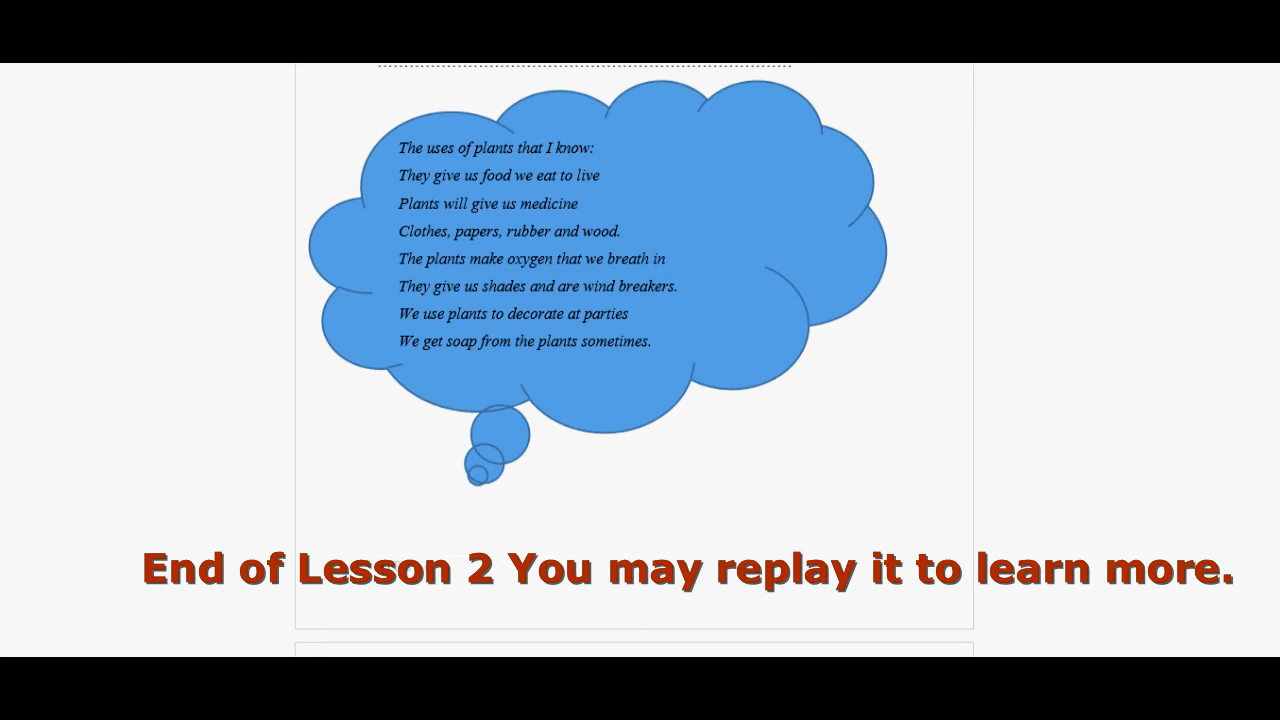 The uses of plants that I know:
They give us food we eat to live
Plants will give us medicine
Clothes, papers, rubber and wood.
The plants make oxygen that we breath in
They give us shades and are wind breakers.
We use plants to decorate at parties
We get soap from the plants sometimes.
End of Lesson 2 You may replay it to learn more.